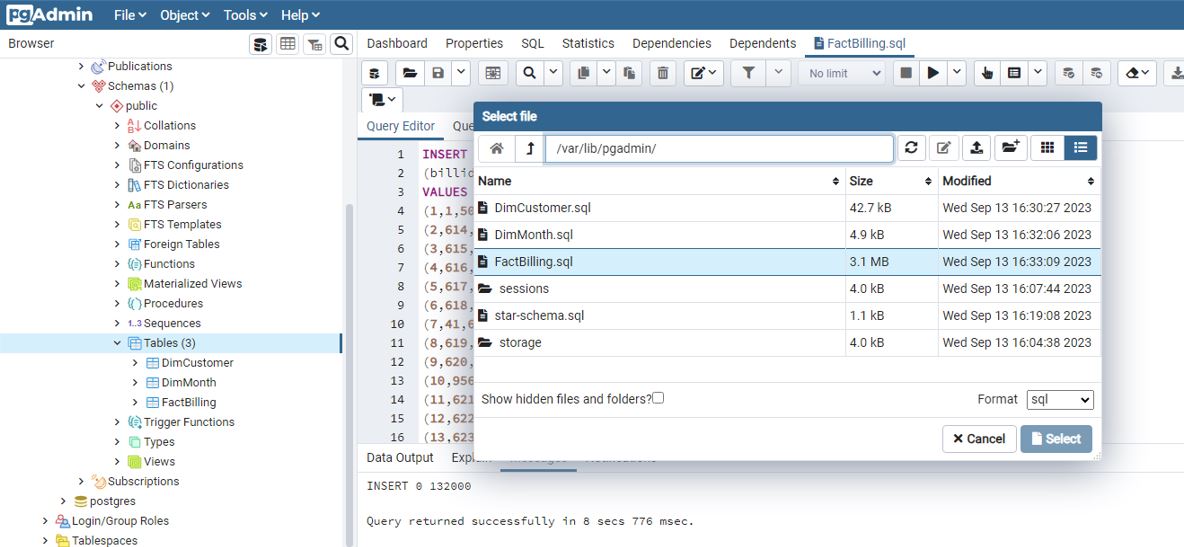 pgAdmin File Object Tools Help
Browser
Dashboard Properties SQL Statistics Dependencies Dependents FactBilling.sql
No limit
Publications
Schemas (1)
public
Collations
Domains
FTS Configurations
FTS Dictionaries
FTS Parsers
FTS Templates
Foreign Tables
Functions
Materialized Views
Procedures
1..3 Sequences
Tables (3)
DimCustomer
DimMonth
FactBilling
Trigger Functions
Types
Views
Subscriptions
postgres
Login/Group Roles
Tablespaces
Query Editor Que
1 INSERT
2 (billid
3 VALUES
4 (1,1,50
5 (2,614,
6 (3,615,
7 (4,616,
8 (5,617,
9 (6,618,
10 (7,41,6
11 (8,619,
12 (9,620,
13 (10,956
14 (11,621
15 (12,622
16 (13,623
Select file
/var/lib/pgadmin/
Name Size Modified
DimCustomer.sql 42.7 kB Wed Sep 13 16:30:27 2023
DimMonth.sql 4.9 kB Wed Sep 13 16:32:06 2023
FactBilling.sql 3.1 MB Wed Sep 13 16:33:09 2023
sessions 4.0 kB Wed Sep 13 16:07:44 2023
star-schema.sql 1.1 kB Wed Sep 13 16:19:08 2023
storage 4.0 kB Wed Sep 13 16:04:38 2023
Show hidden files and folders? Format sql
Cancel Select
Data Output Explain Messages Notifications
INSERT 0 132000
Query returned successfully in 8 secs 776 msec.